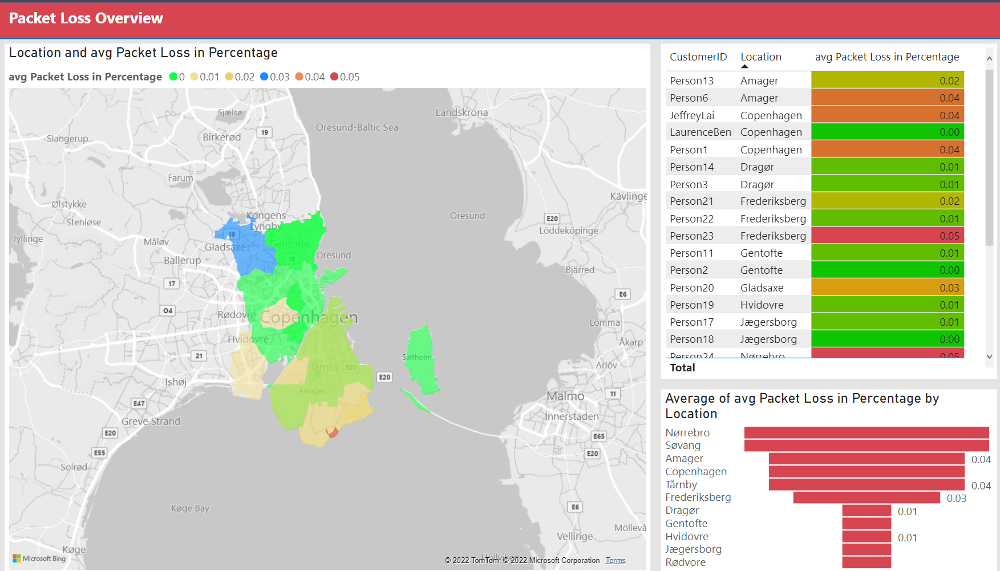 Packet Loss Overview
Location and avg Packet Loss in Percentage
avg Packet Loss in Percentage 0 0.01 0.02 0.03 0.04 0.05
Sjælsø
Landskrona
Oresund-Baltic Sea
19
Slangerup
Birkerød
Farum
Kävlinge
Ølstykke
Kongens
Lyngby
Oresund
E20
Stenløse
Löddeköpinge
Jyllinge
16
Måløv
Gladsaxe
Gentofte
Oresund
Ballerup
19
Bjärred
17
E6
O4
Rødovre
Copenhagen
Lomma
Hvidovre
Åkarp
21
Saltholm
Tårnby
E20
Arlöv
Ishøj
E20
Amager
Malmö
11
E47
Innerstaden
Greve Strand
E20
E65
E55
E20
Solrød
Køge Bay
E6
Möllevå
Vellinge
Køge
Höllviken
Microsoft Bing
© 2022 TomTom, © 2022 Microsoft Corporation Terms
CustomerID Location avg Packet Loss in Percentage
Person13 Amager 0.02
Person6 Amager 0.04
JeffreyLai Copenhagen 0.04
LaurenceBen Copenhagen 0.00
Person1 Copenhagen 0.04
Person14 Dragør 0.01
Person3 Dragør 0.01
Person21 Frederiksberg 0.02
Person22 Frederiksberg 0.01
Person23 Frederiksberg 0.05
Person11 Gentofte 0.01
Person2 Gentofte 0.00
Person20 Gladsaxe 0.03
Person19 Hvidovre 0.01
Person17 Jægersborg 0.01
Person18 Jægersborg 0.00
Person24 Nørrebro 0.05
Total
Average of avg Packet Loss in Percentage by
Location
Nørrebro
Søvang
Amager 0.04
Copenhagen
Tårnby 0.04
Frederiksberg 0.03
Dragør 0.01
Gentofte
Hvidovre 0.01
Jægersborg
Rødvore